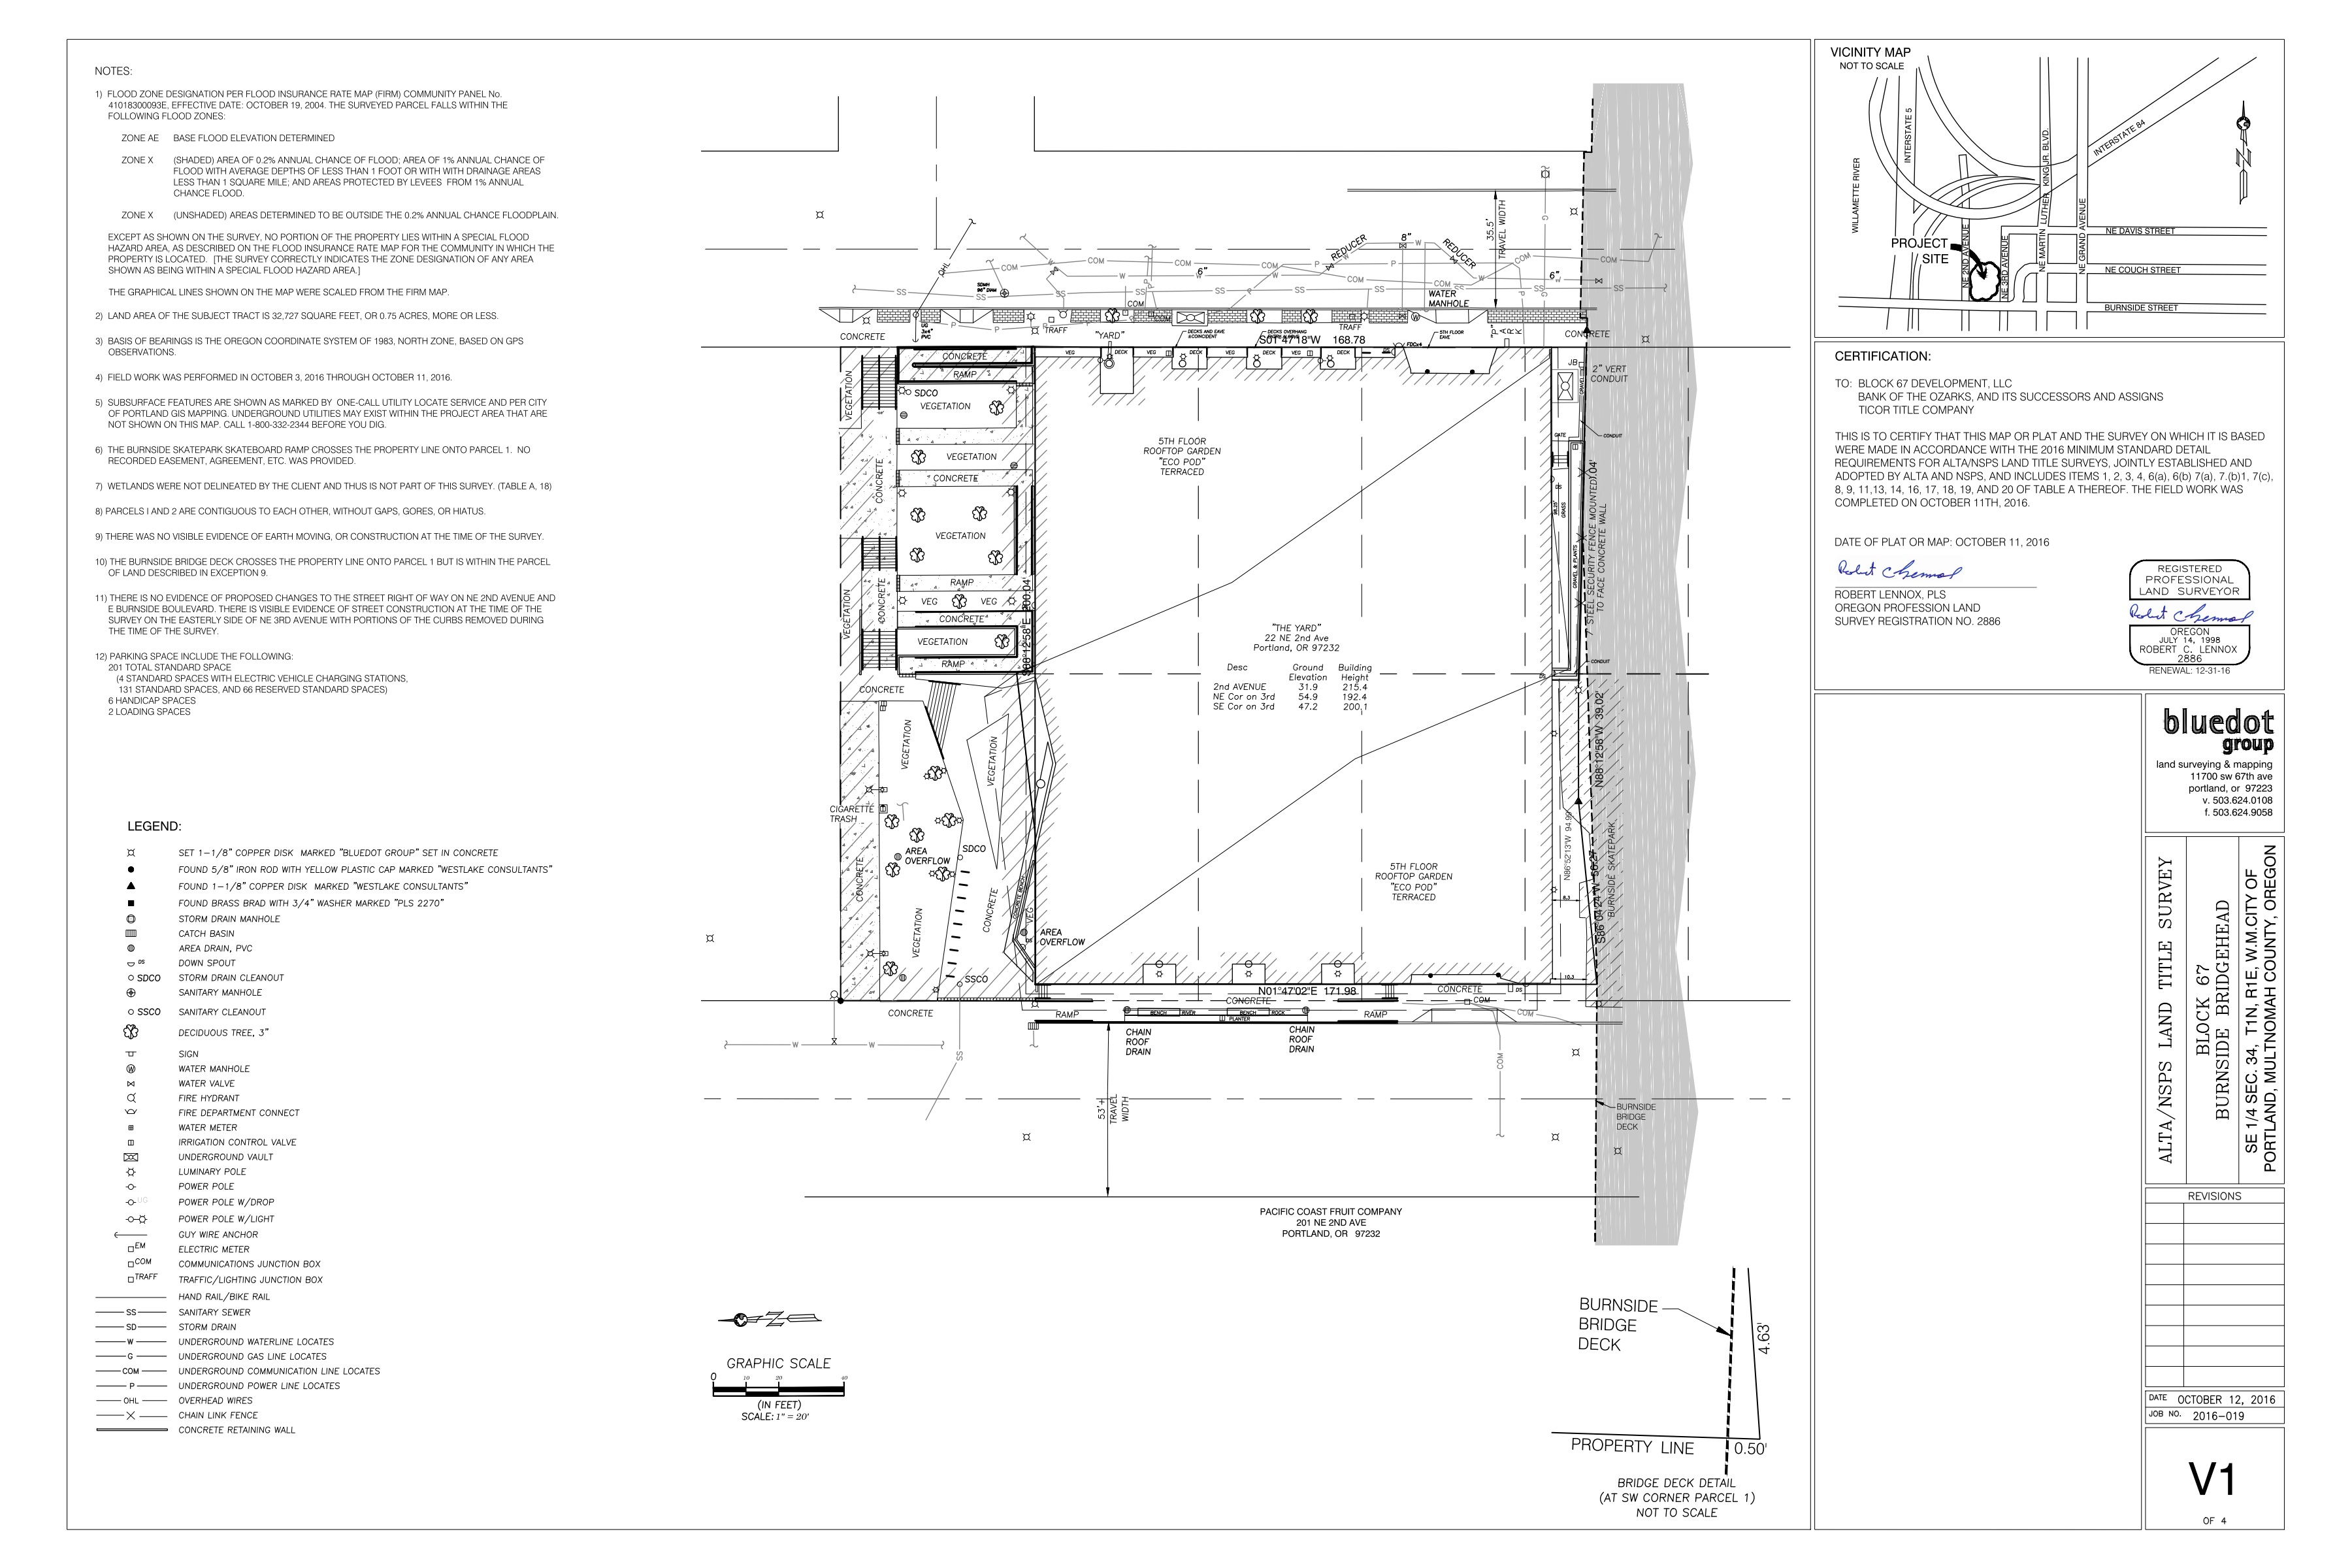 NOTES:
1) FLOOD ZONE DESIGNATION PER FLOOD INSURANCE RATE MAP (FIRM) COMMUNITY PANEL No.
41018300093E, EFFECTIVE DATE: OCTOBER 19, 2004. THE SURVEYED PARCEL FALLS WITHIN THE
FOLLOWING FLOOD ZONES:
ZONE AE BASE FLOOD ELEVATION DETERMINED
ZONE X (SHADED) AREA OF 0.2% ANNUAL CHANCE OF FLOOD; AREA OF 1% ANNUAL CHANCE OF
FLOOD WITH AVERAGE DEPTHS OF LESS THAN 1 FOOT OR WITH WITH DRAINAGE AREAS
LESS THAN 1 SQUARE MILE; AND AREAS PROTECTED BY LEVEES FROM 1% ANNUAL
CHANCE FLOOD.
ZONE X (UNSHADED) AREAS DETERMINED TO BE OUTSIDE THE 0.2% ANNUAL CHANCE FLOODPLAIN.
EXCEPT AS SHOWN ON THE SURVEY, NO PORTION OF THE PROPERTY LIES WITHIN A SPECIAL FLOOD
HAZARD AREA, AS DESCRIBED ON THE FLOOD INSURANCE RATE MAP FOR THE COMMUNITY IN WHICH THE
PROPERTY IS LOCATED. [THE SURVEY CORRECTLY INDICATES THE ZONE DESIGNATION OF ANY AREA
SHOWN AS BEING WITHIN A SPECIAL FLOOD HAZARD AREA.]
THE GRAPHICAL LINES SHOWN ON THE MAP WERE SCALED FROM THE FIRM MAP.
2) LAND AREA OF THE SUBJECT TRACT IS 32,727 SQUARE FEET, OR 0.75 ACRES, MORE OR LESS.
3) BASIS OF BEARINGS IS THE OREGON COORDINATE SYSTEM OF 1983, NORTH ZONE, BASED ON GPS
OBSERVATIONS.
4) FIELD WORK WAS PERFORMED IN OCTOBER 3, 2016 THROUGH OCTOBER 11, 2016.
5) SUBSURFACE FEATURES ARE SHOWN AS MARKED BY ONE-CALL UTILITY LOCATE SERVICE AND PER CITY
OF PORTLAND GIS MAPPING. UNDERGROUND UTILITIES MAY EXIST WITHIN THE PROJECT AREA THAT ARE
NOT SHOWN ON THIS MAP. CALL 1-800-332-2344 BEFORE YOU DIG.
6) THE BURNSIDE SKATEPARK SKATEBOARD RAMP CROSSES THE PROPERTY LINE ONTO PARCEL 1. NO
RECORDED EASEMENT, AGREEMENT, ETC. WAS PROVIDED.
7) WETLANDS WERE NOT DELINEATED BY THE CLIENT AND THUS IS NOT PART OF THIS SURVEY. (TABLE A, 18)
8) PARCELS I AND 2 ARE CONTIGUOUS TO EACH OTHER, WITHOUT GAPS, GORES, OR HIATUS.
9) THERE WAS NO VISIBLE EVIDENCE OF EARTH MOVING, OR CONSTRUCTION AT THE TIME OF THE SURVEY.
10) THE BURNSIDE BRIDGE DECK CROSSES THE PROPERTY LINE ONTO PARCEL 1 BUT IS WITHIN THE PARCEL
OF LAND DESCRIBED IN EXCEPTION 9.
11) THERE IS NO EVIDENCE OF PROPOSED CHANGES TO THE STREET RIGHT OF WAY ON NE 2ND AVENUE AND
E BURNSIDE BOULEVARD. THERE IS VISIBLE EVIDENCE OF STREET CONSTRUCTION AT THE TIME OF THE
SURVEY ON THE EASTERLY SIDE OF NE 3RD AVENUE WITH PORTIONS OF THE CURBS REMOVED DURING
THE TIME OF THE SURVEY.
12) PARKING SPACE INCLUDE THE FOLLOWING:
201 TOTAL STANDARD SPACE
(4 STANDARD SPACES WITH ELECTRIC VEHICLE CHARGING STATIONS,
131 STANDARD SPACES, AND 66 RESERVED STANDARD SPACES)
6 HANDICAP SPACES
2 LOADING SPACES
LEGEND:
SET 1-1/8" COPPER DISK MARKED "BLUEDOT GROUP" SET IN CONCRETE
FOUND 5/8" IRON ROD WITH YELLOW PLASTIC CAP MARKED "WESTLAKE CONSULTANTS"
FOUND 1-1/8" COPPER DISK MARKED "WESTLAKE CONSULTANTS"
FOUND BRASS BRAD WITH 3/4" WASHER MARKED "PLS 2270"
STORM DRAIN MANHOLE
CATCH BASIN
AREA DRAIN, PVC
DS DOWN SPOUT
SDCO STORM DRAIN CLEANOUT
SANITARY MANHOLE
SSCO SANITARY CLEANOUT
DECIDUOUS TREE, 3"
SIGN
W WATER MANHOLE
WATER VALVE
FIRE HYDRANT
FIRE DEPARTMENT CONNECT
WATER METER
IRRIGATION CONTROL VALVE
UNDERGROUND VAULT
LUMINARY POLE
POWER POLE
UG POWER POLE W/DROP
POWER POLE W/LIGHT
GUY WIRE ANCHOR
EM ELECTRIC METER
COM COMMUNICATIONS JUNCTION BOX
TRAFF TRAFFIC/LIGHTING JUNCTION BOX
HAND RAIL/BIKE RAIL
SS SANITARY SEWER
SD STORM DRAIN
W UNDERGROUND WATERLINE LOCATES
G UNDERGROUND GAS LINE LOCATES
COM UNDERGROUND COMMUNICATION LINE LOCATES
P UNDERGROUND POWER LINE LOCATES
OHL OVERHEAD WIRES
CHAIN LINK FENCE
CONCRETE RETAINING WALL
35.5'
TRAVEL WIDTH
G
OHL
REDUCER
8"
REDUCER
COM
W
P
6"
6"
SS
SDMH
96" DIAM
WATER
MANHOLE
CONCRETE
TRAFF
"YARD"
DECKS AND EAVE
COINCIDENT
DECKS OVERHANG
TRAFF
5TH FLOOR
EAVE
"P" ARK
CONCRETE
S01°47'18"W 168.78
VEG
DECK
VEG
DECK
VEG
DECK
VEG
DECK
FDCx4
CONCRETE
RAMP
SDCO
VEGETATION
VEGETATION
VEGETATION
CONCRETE
CONCRETE
VEGETATION
RAMP
VEG VEG
CONCRETE
CONCRETE
VEGETATION
VEGETATION
RAMP
CONCRETE
S88°12'58"E 200.04'
JB
2" VERT
CONDUIT
GATE
CONDUIT
DS
GRASS
GRAVEL & PLANTS
7' STEEL SECURITY FENCE MOUNTED
TO FACE CONCRETE WALL
CONDUIT
5TH FLOOR
ROOFTOP GARDEN
"ECO POD"
TERRACED
"THE YARD"
22 NE 2nd Ave
Portland, OR 97232
Desc Ground Elevation Building Height
2nd AVENUE 31.9 215.4
NE Cor on 3rd 54.9 192.4
SE Cor on 3rd 47.2 200.1
N88°12'58"W 39.02'
VEGETATION
VEGETATION
CIGARETTE
TRASH
AREA
OVERFLOW
SDCO
CONCRETE
CONCRETE
CONCRETE BENCH
VEG
VEGETATION
AREA
OVERFLOW
SSCO
5TH FLOOR
ROOFTOP GARDEN
"ECO POD"
TERRACED
BURNSIDE SKATEPARK
8.3
10.3
N01°47'02"E 171.98
CONCRETE
CONCRETE
DS
COM
COM
CONCRETE
RAMP
BENCH RIVER
BENCH ROCK
PLANTER
RAMP
CHAIN
ROOF
DRAIN
CHAIN
ROOF
DRAIN
W
W
SS
COM
53'±
TRAVEL
WIDTH
BURNSIDE
BRIDGE
DECK
PACIFIC COAST FRUIT COMPANY
201 NE 2ND AVE
PORTLAND, OR 97232
GRAPHIC SCALE
0 10 20 40
(IN FEET)
SCALE: 1" = 20'
BURNSIDE
BRIDGE
DECK
4.63'
PROPERTY LINE 0.50'
BRIDGE DECK DETAIL
(AT SW CORNER PARCEL 1)
NOT TO SCALE
VICINITY MAP
NOT TO SCALE
WILLAMETTE RIVER
INTERSTATE 5
INTERSTATE 84
NE MARTIN LUTHER KING JR. BLVD.
NE GRAND AVENUE
NE 2ND AVENUE
NE 3RD AVENUE
PROJECT
SITE
NE DAVIS STREET
NE COUCH STREET
BURNSIDE STREET
CERTIFICATION:
TO: BLOCK 67 DEVELOPMENT, LLC
BANK OF THE OZARKS, AND ITS SUCCESSORS AND ASSIGNS
TICOR TITLE COMPANY
THIS IS TO CERTIFY THAT THIS MAP OR PLAT AND THE SURVEY ON WHICH IT IS BASED
WERE MADE IN ACCORDANCE WITH THE 2016 MINIMUM STANDARD DETAIL
REQUIREMENTS FOR ALTA/NSPS LAND TITLE SURVEYS, JOINTLY ESTABLISHED AND
ADOPTED BY ALTA AND NSPS, AND INCLUDES ITEMS 1, 2, 3, 4, 6(a), 6(b) 7(a), 7.(b)1, 7(c),
8, 9, 11,13, 14, 16, 17, 18, 19, AND 20 OF TABLE A THEREOF. THE FIELD WORK WAS
COMPLETED ON OCTOBER 11TH, 2016.
DATE OF PLAT OR MAP: OCTOBER 11, 2016
ROBERT LENNOX, PLS
OREGON PROFESSION LAND
SURVEY REGISTRATION NO. 2886
REGISTERED
PROFESSIONAL
LAND SURVEYOR
OREGON
JULY 14, 1998
ROBERT C. LENNOX
2886
RENEWAL: 12-31-16
bluedot
group
land surveying & mapping
11700 sw 67th ave
portland, or 97223
v. 503.624.0108
f. 503.624.9058
ALTA/NSPS LAND TITLE SURVEY
BLOCK 67
BURNSIDE BRIDGEHEAD
SE 1/4 SEC. 34, T1N, R1E, W.M.CITY OF
PORTLAND, MULTNOMAH COUNTY, OREGON
REVISIONS
DATE OCTOBER 12, 2016
JOB NO. 2016-019
V1
OF 4